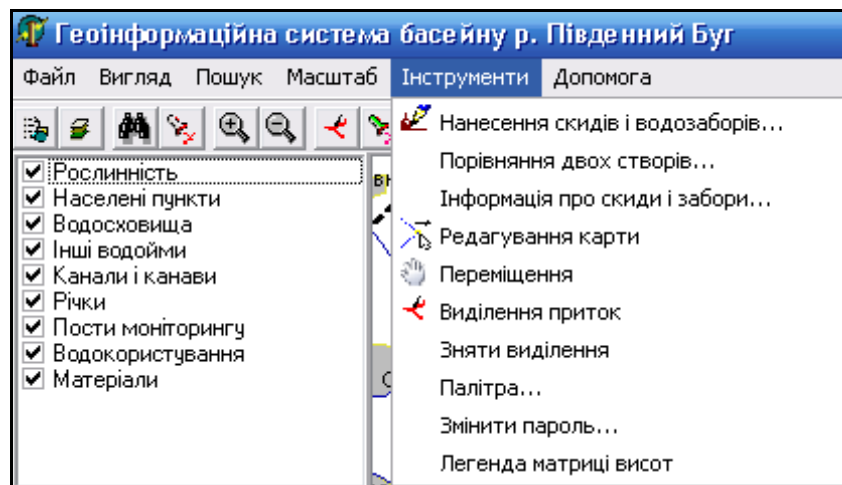 Геоінформаційна система басейну р. Південний Буг
Файл Вигляд Пошук Масштаб Інструменти Допомога
Рослинність
Населені пункти
Водосховища
Інші водойми
Канали і канави
Річки
Пости моніторингу
Водокористування
Матеріали
Нанесення скидів і водозаборів...
Порівняння двох створів...
Інформація про скиди і забори...
Редагування карти
Переміщення
Виділення приток
Зняти виділення
Палітра...
Змінити пароль...
Легенда матриці висот